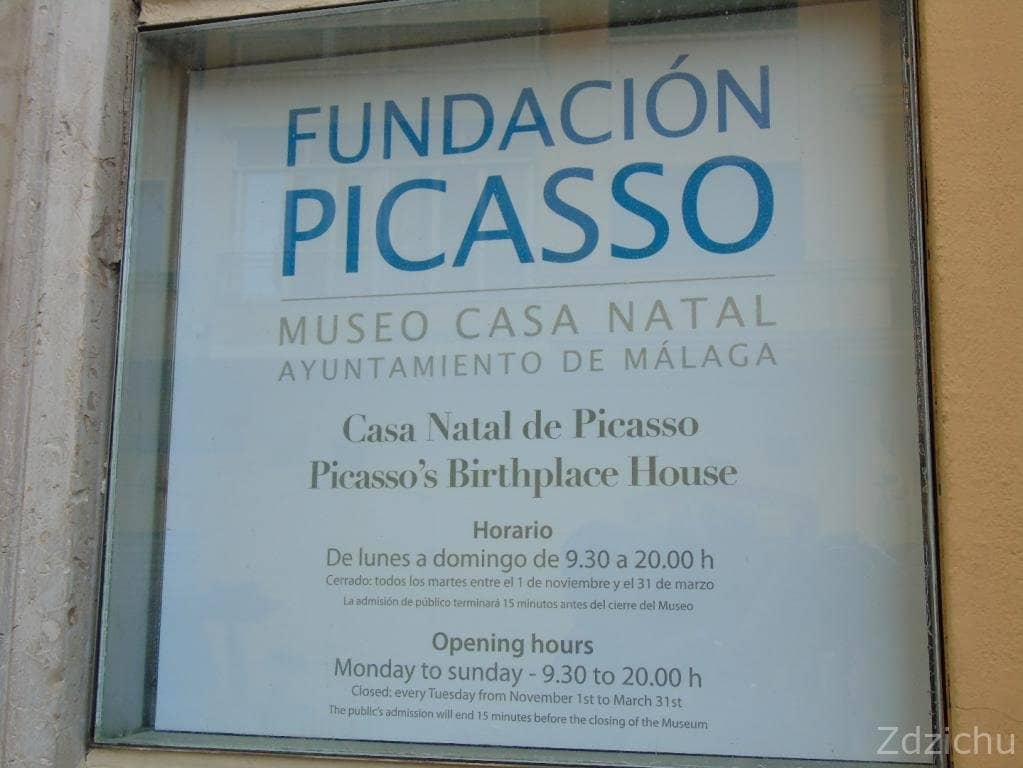 FUNDACIÓN
PICASSO
MUSEO CASA NATAL
AYUNTAMIENTO DE MÁLAGA
Casa Natal de Picasso
Picasso's Birthplace House
Horario
De lunes a domingo de 9.30 a 20.00 h
Cerrado: todos los martes entre el 1 de noviembre y el 31 de marzo
La admisión de público terminará 15 minutos antes del cierre del Museo
Opening hours
Monday to sunday - 9.30 to 20.00 h
Closed: every Tuesday from November 1st to March 31st
The public's admission will end 15 minutes before the closing of the Museum
Zdzichu